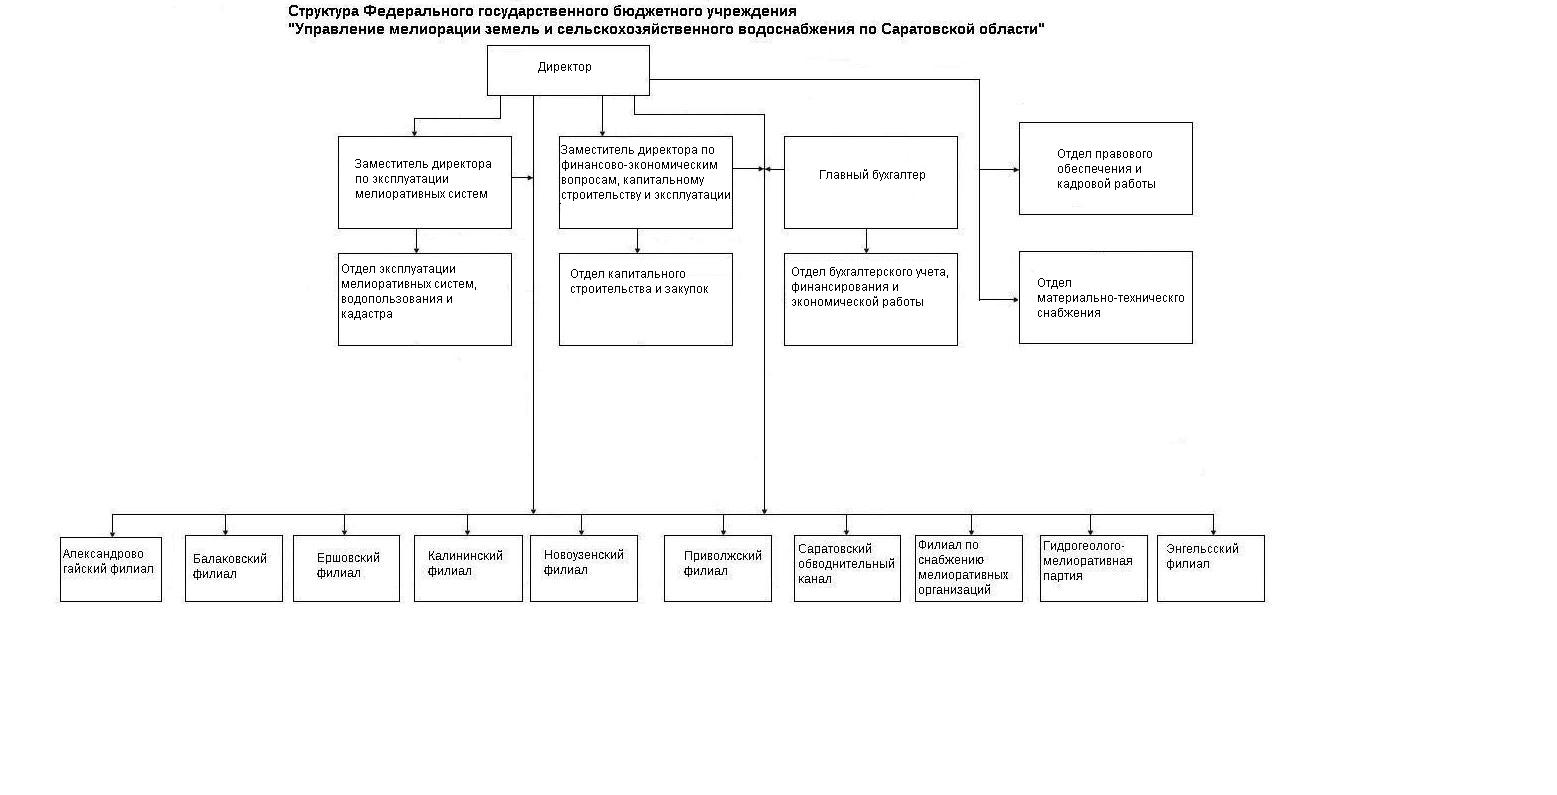 Структура Федерального государственного бюджетного учреждения
"Управление мелиорации земель и сельскохозяйственного водоснабжения по Саратовской области"
Директор
Заместитель директора
по эксплуатации
мелиоративных систем
Заместитель директора по
финасово-экономическим
вопросам, капитальному
строительству и эксплуатации
Главный бухгалтер
Отдел правового
обеспечения и
кадровой работы
Отдел эксплуатации
мелиоративных систем,
водопользования и
кадастра
Отдел капитального
строительства и закупок
Отдел бухгалтерского учета,
финансирования и
экономической работы
Отдел
материально-техническго
снабжения
Александрово
гайский филиал
Балаковский
филиал
Ершовский
филиал
Калининский
филиал
Новоузенский
филиал
Приволжский
филиал
Саратовский
обводнительный
канал
Филиал по
снабжению
мелиоративных
организаций
Гидрогеолого-
мелиоративная
партия
Энгельсский
филиал